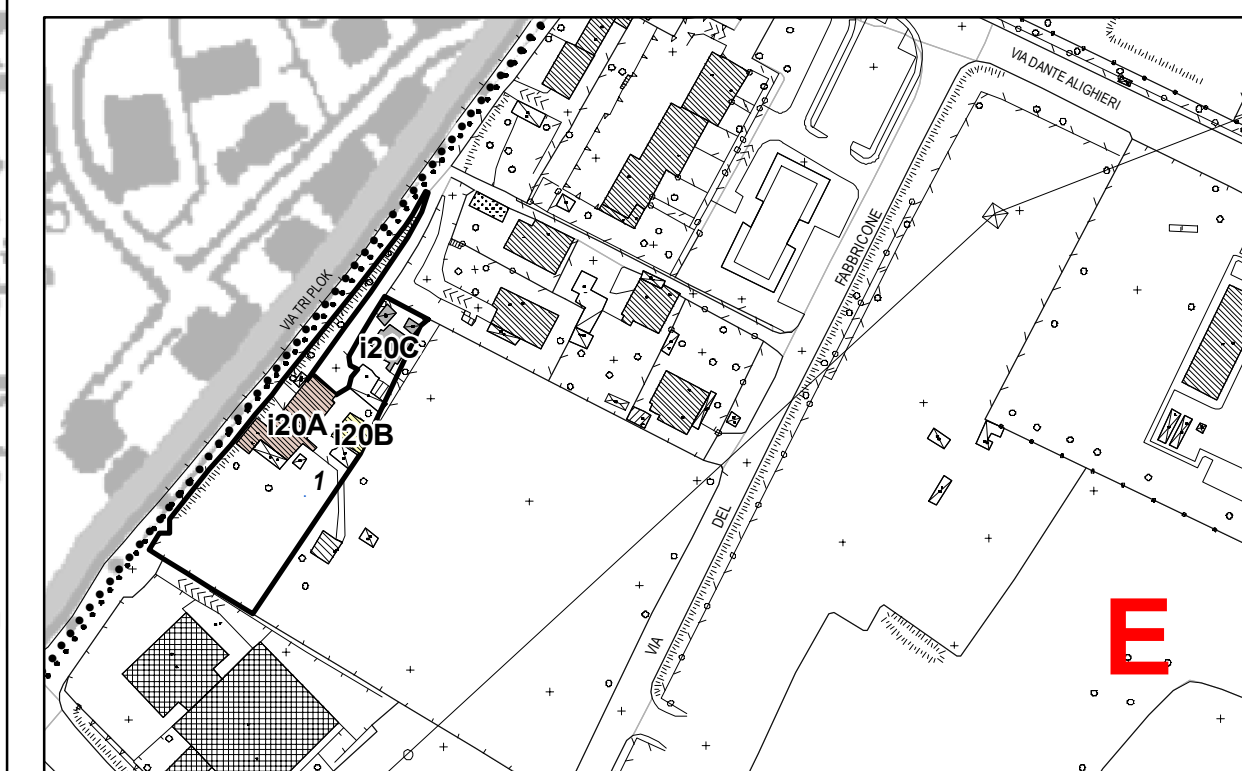 VIA DANTE ALIGHIERI
VIA TRI PLOK
FABBRICONE
i20C
i20A
i20B
1
DEL
VIA
E